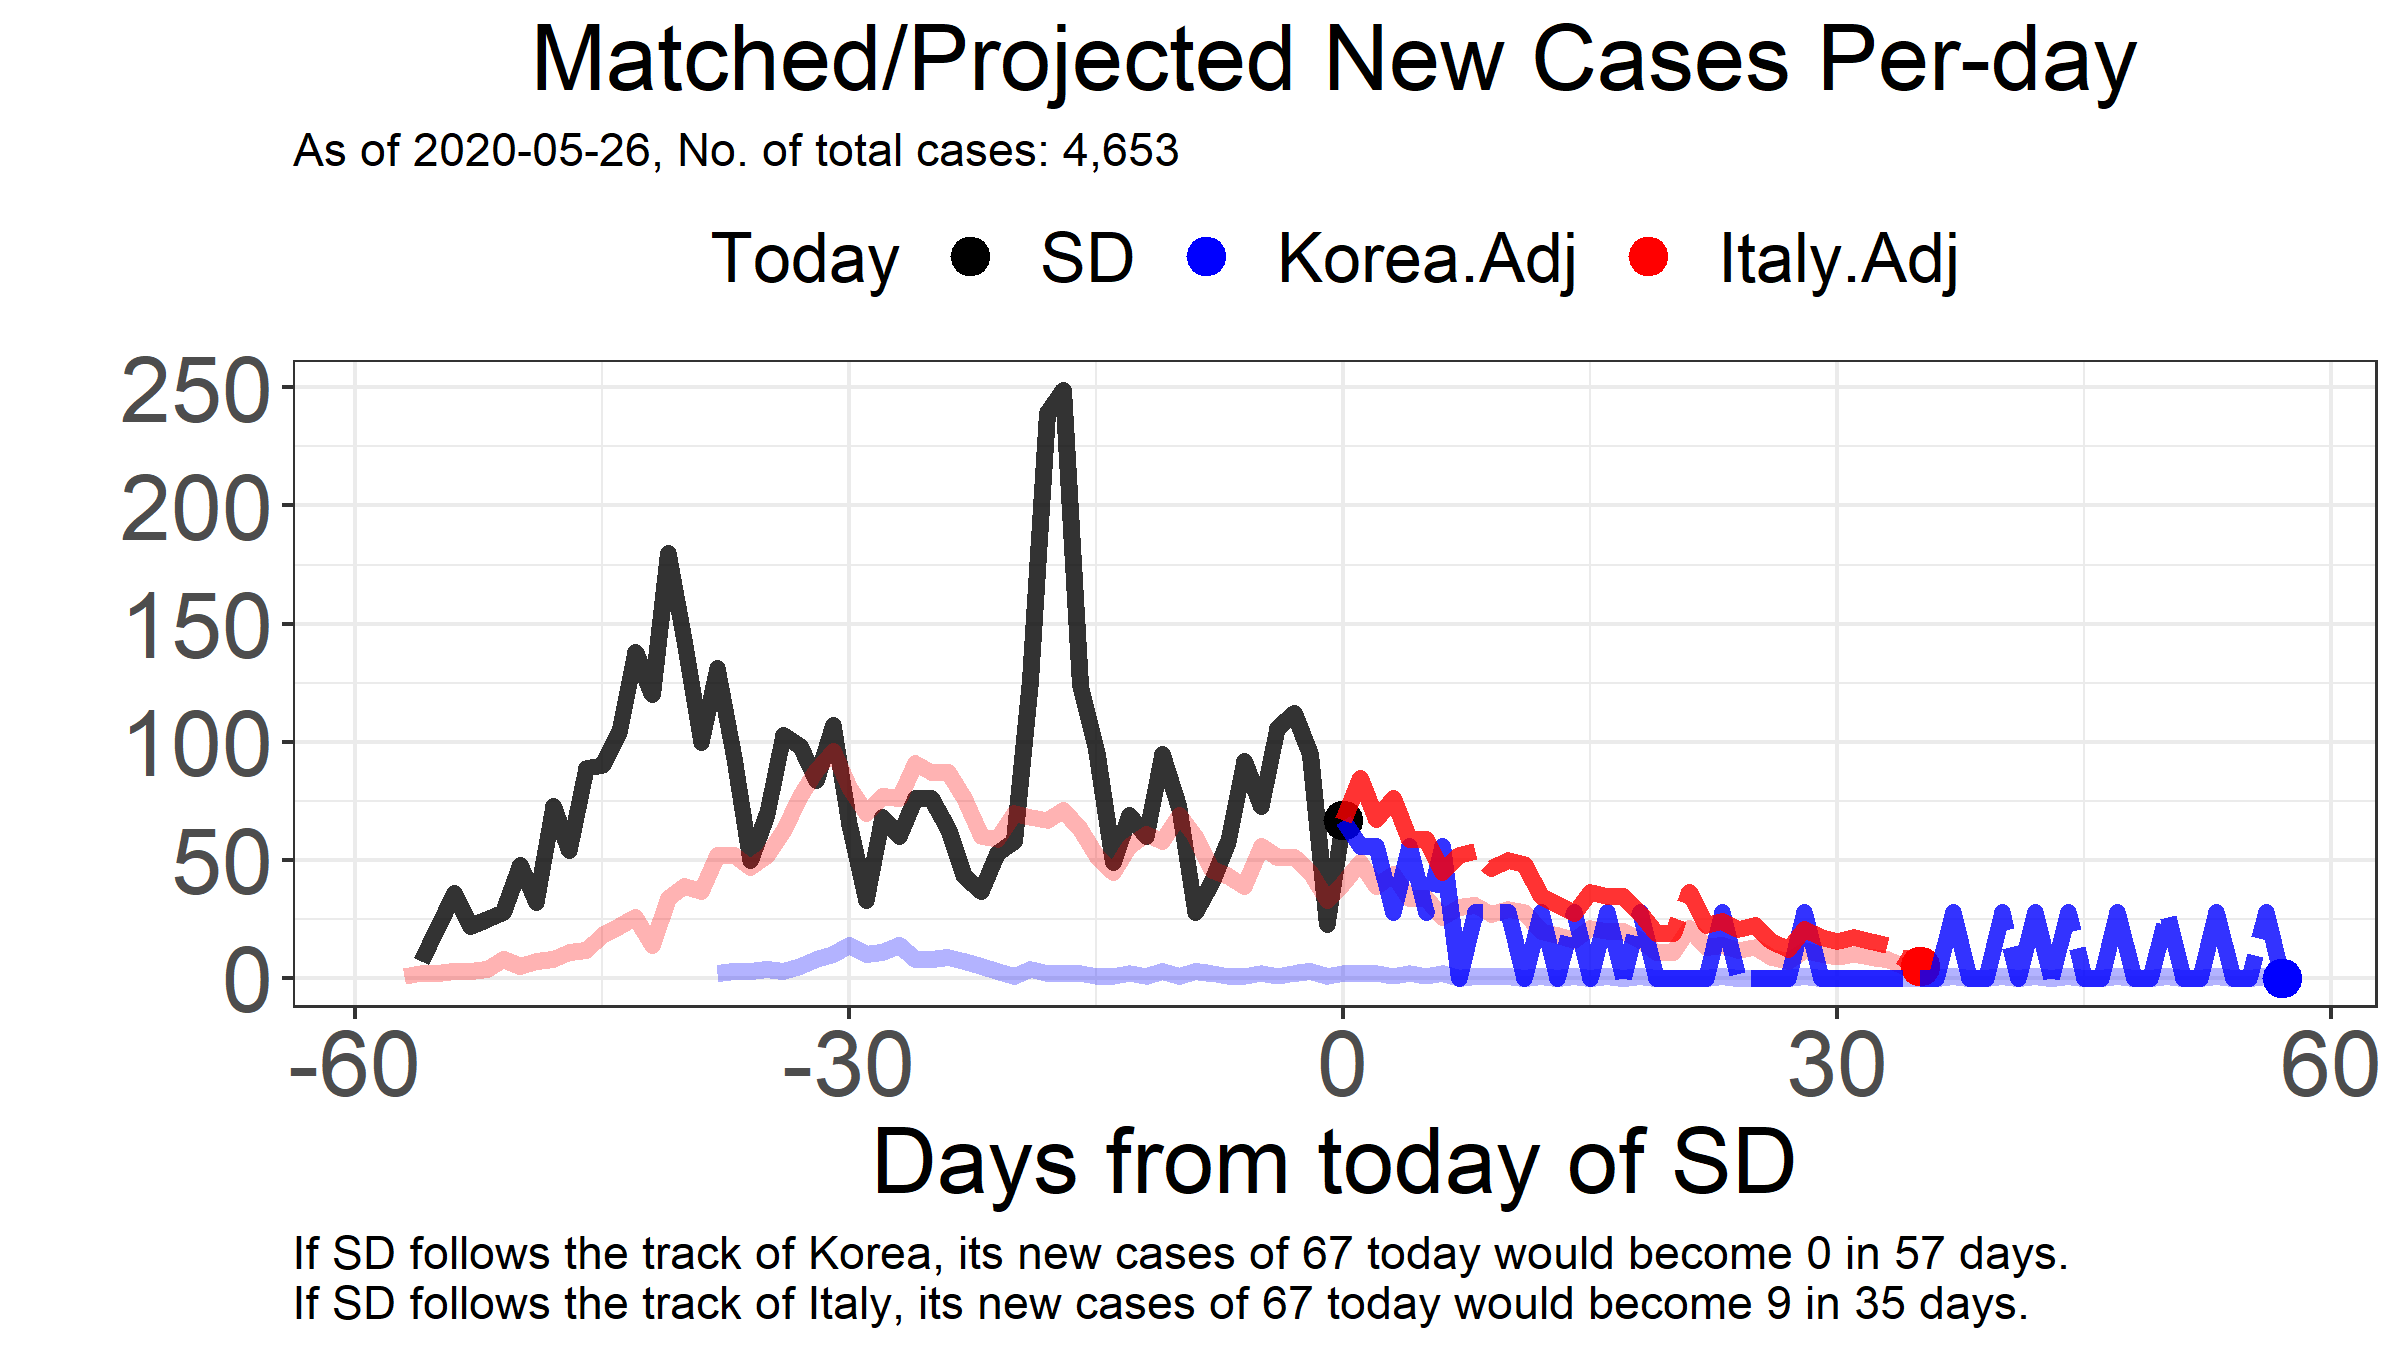 Matched/Projected New Cases Per-day
As of 2020-05-26, No. of total cases: 4,653
Today SD Korea.Adj Italy.Adj
250
200
150
100
50
0
-60 -30 0 30 60
Days from today of SD
If SD follows the track of Korea, its new cases of 67 today would become 0 in 57 days.
If SD follows the track of Italy, its new cases of 67 today would become 9 in 35 days.